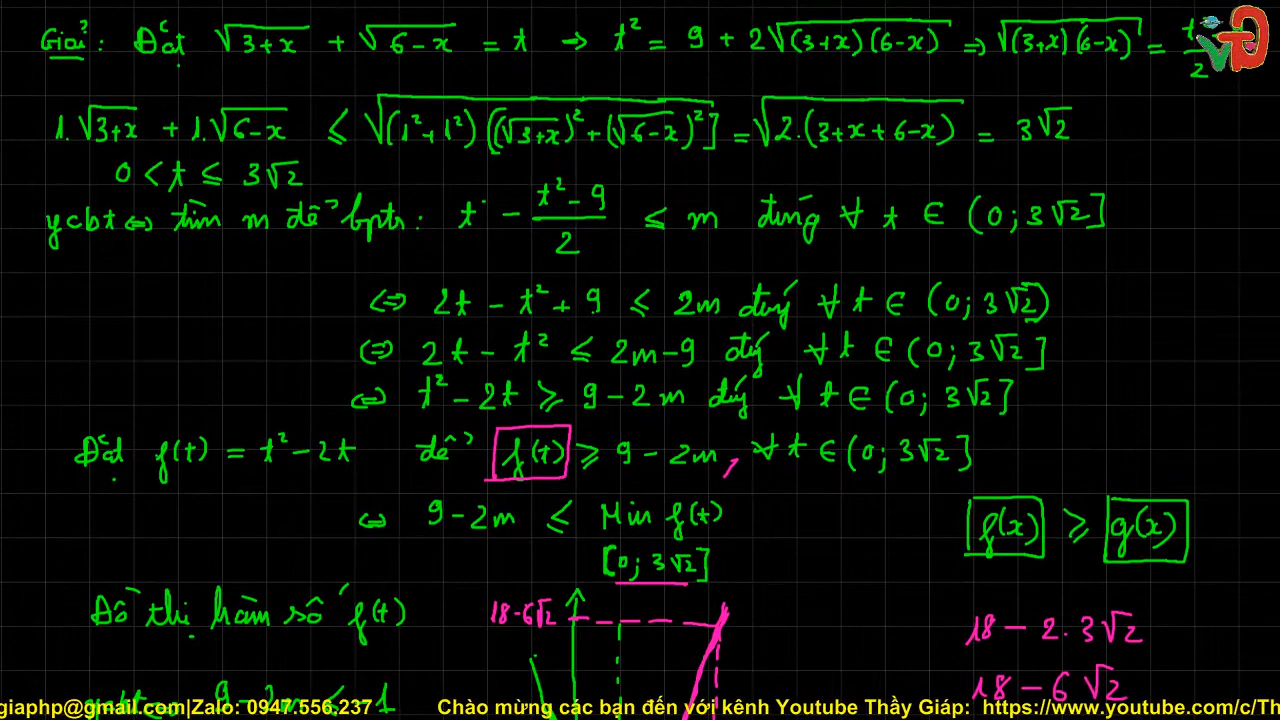 Giải: Đặt √(3+x) + √(6-x) = t ⇒ t² = 9 + 2√((3+x)(6-x)) ⇒ √((3+x)(6-x)) =
1.√(3+x) + 1.√(6-x) ≤ √((1²+1²)[(√(3+x))²+(√(6-x))²]) = √(2.(3+x+6-x)) = 3√2
0 < t ≤ 3√2
ycbt ⇔ tìm m để bptr: t - (t²-9)/2 ≤ m đúng ∀ t ∈ (0; 3√2]
⇔ 2t - t² + 9 ≤ 2m đúng ∀ t ∈ (0; 3√2)
⇔ 2t - t² ≤ 2m-9 đúng ∀ t ∈ (0; 3√2]
⇔ t² - 2t ≥ 9 - 2m đúng ∀ t ∈ (0; 3√2]
Đặt f(t) = t² - 2t để f(t) ≥ 9 - 2m, ∀ t ∈ (0; 3√2]
⇔ 9-2m ≤ Min f(t)
[0; 3√2]
f(x) ≥ g(x)
Đồ thị hàm số f(t)
18-6√2
18 - 2.3√2
18 - 6√2
giaphp@gmail.com|Zalo: 0947.556.237 Chào mừng các bạn đến với kênh Youtube Thầy Giáp: https://www.youtube.com/c/Th